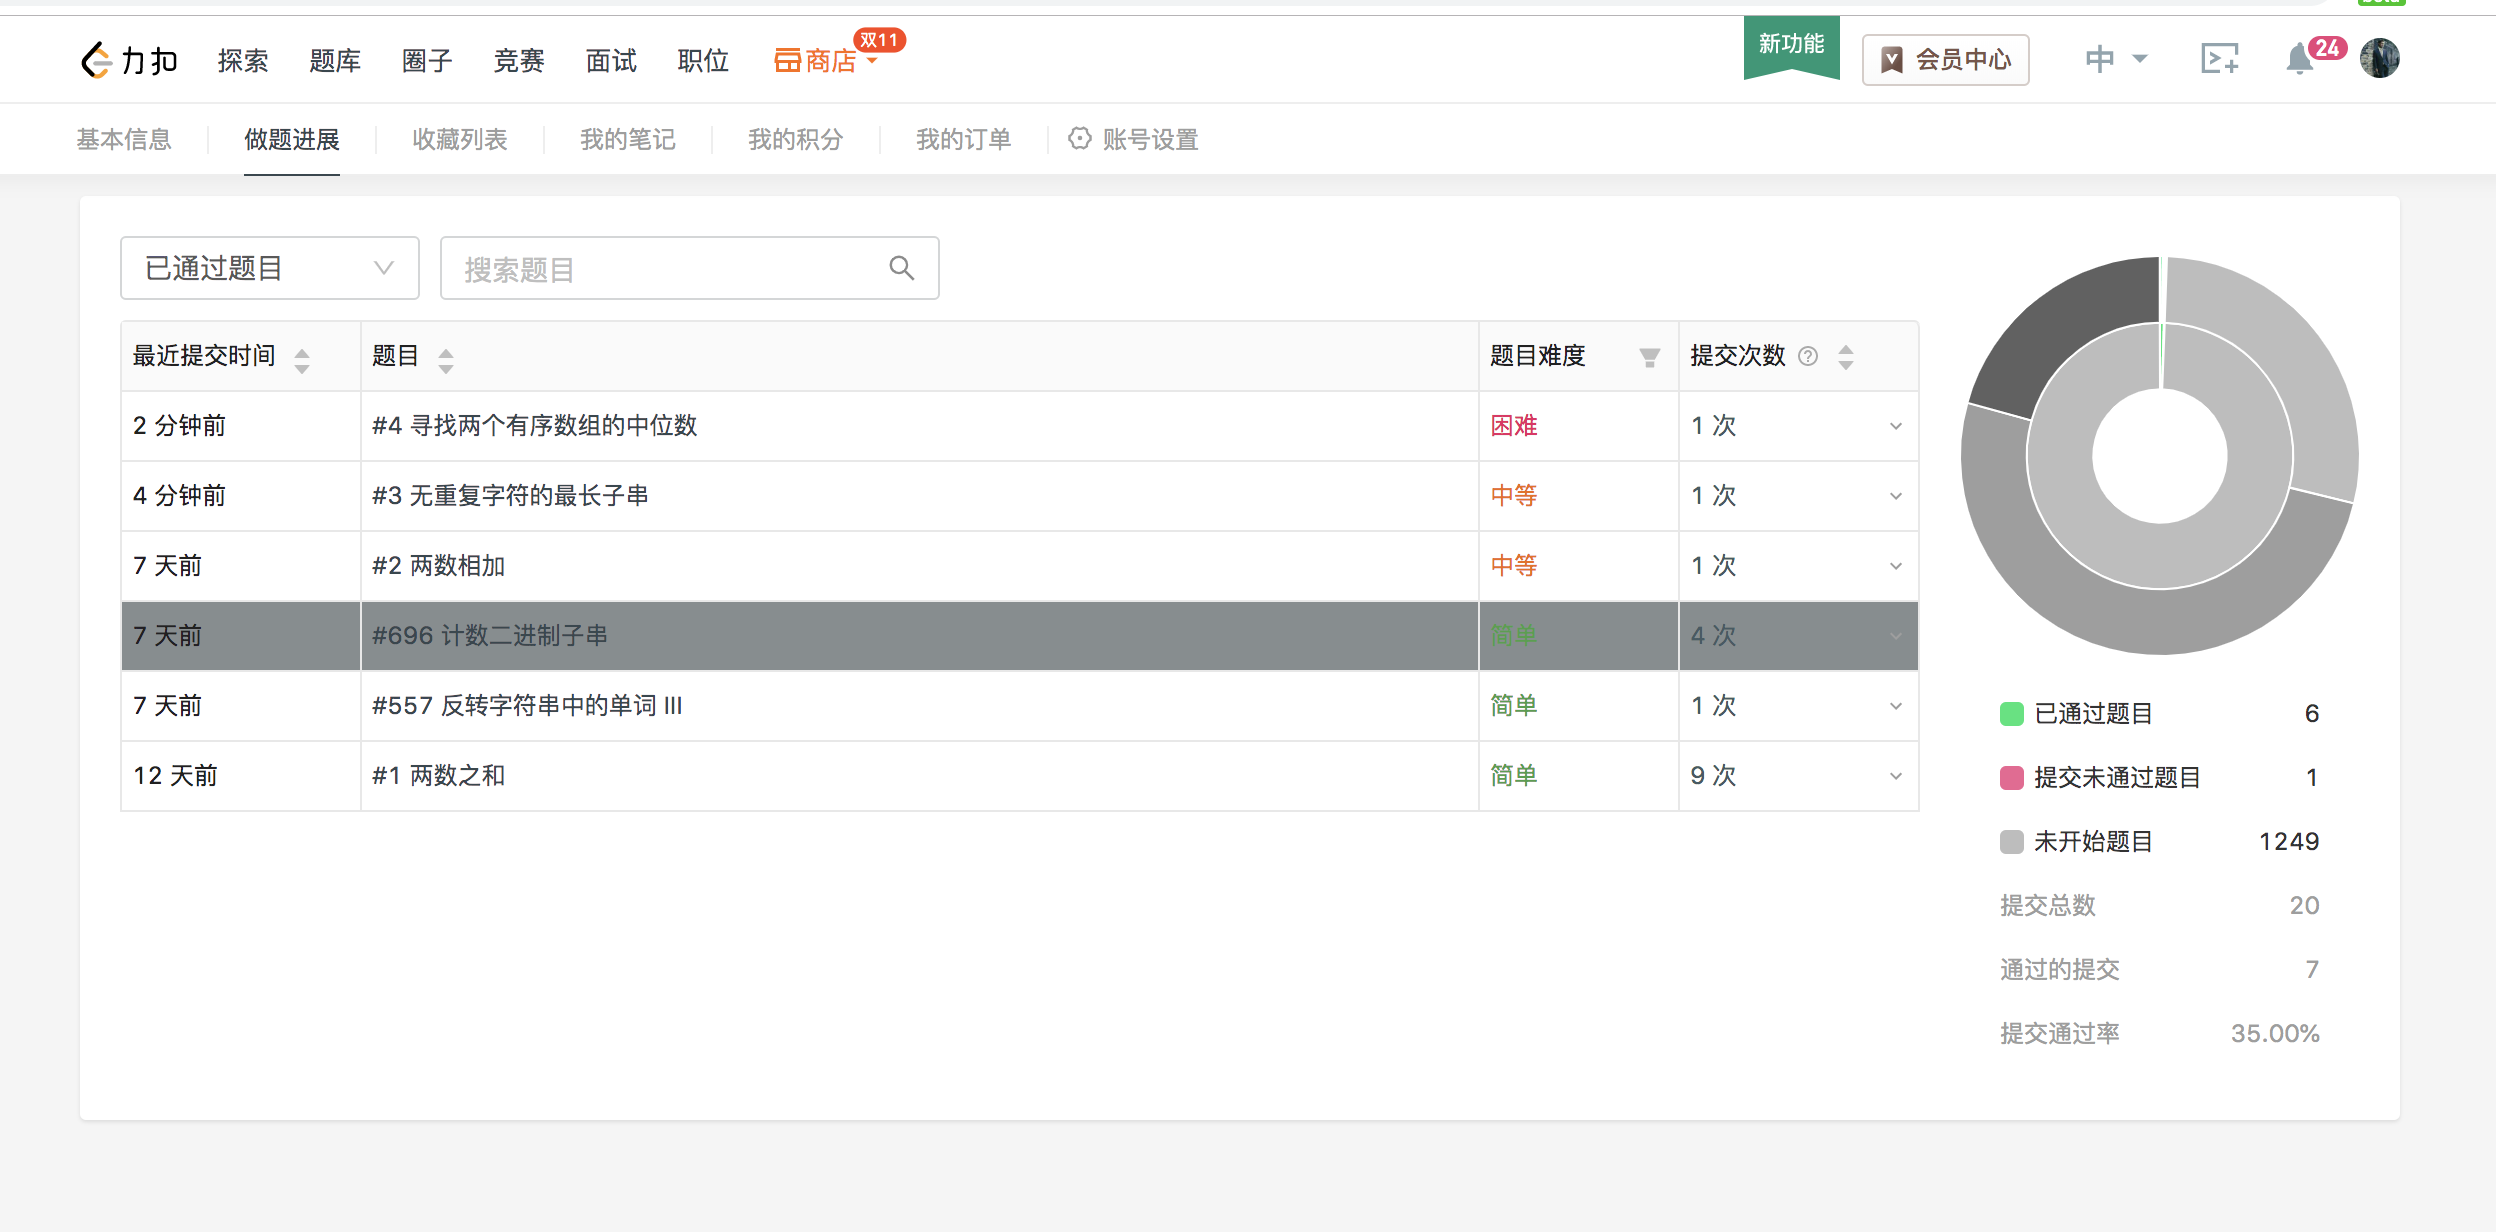 力扣 探索 题库 圈子 竞赛 面试 职位 商店 双11 新功能 会员中心 中 24
基本信息 做题进展 收藏列表 我的笔记 我的积分 我的订单 账号设置
已通过题目 搜索题目
最近提交时间 题目 题目难度 提交次数
2 分钟前 #4 寻找两个有序数组的中位数 困难 1 次
4 分钟前 #3 无重复字符的最长子串 中等 1 次
7 天前 #2 两数相加 中等 1 次
7 天前 #696 计数二进制子串 简单 4 次
7 天前 #557 反转字符串中的单词 III 简单 1 次
12 天前 #1 两数之和 简单 9 次
已通过题目 6
提交未通过题目 1
未开始题目 1249
提交总数 20
通过的提交 7
提交通过率 35.00%